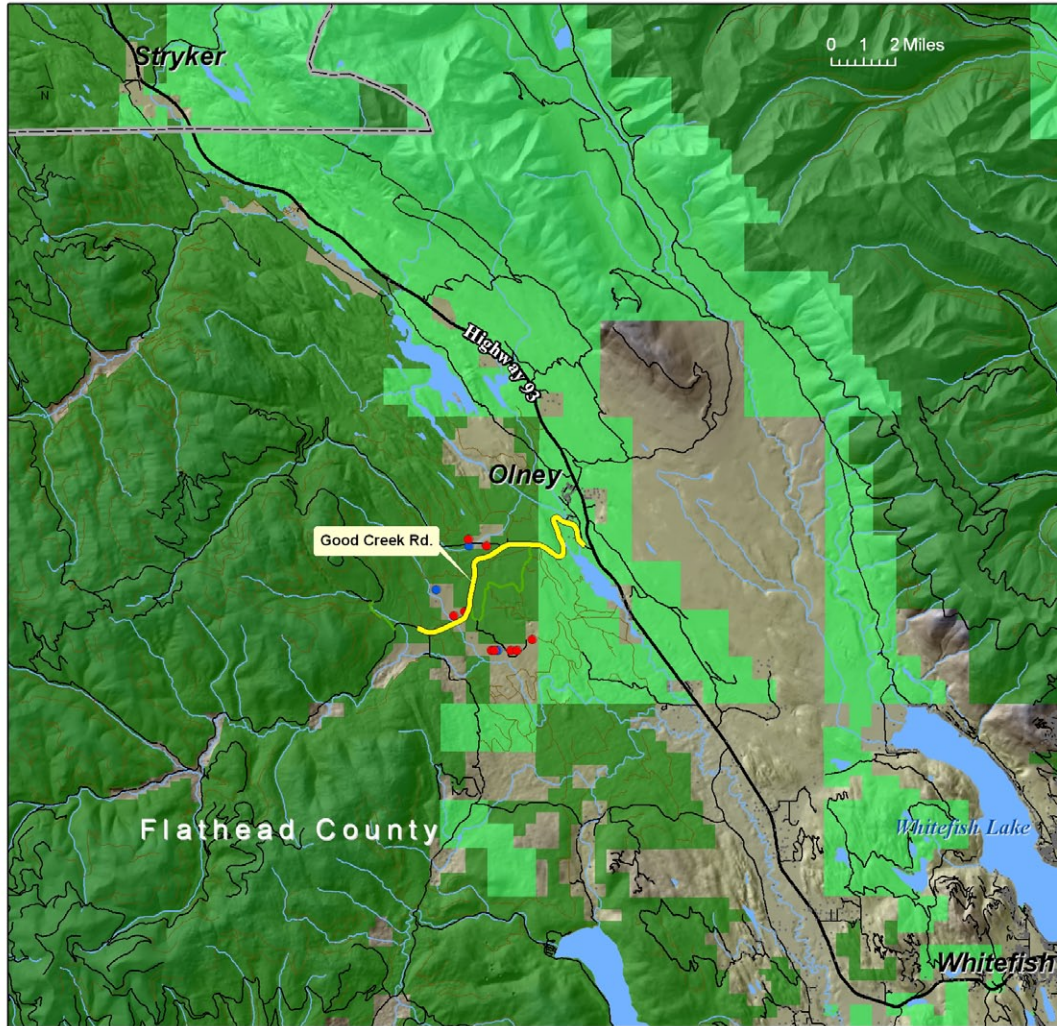 Stryker
0 1 2 Miles
N
Highway 93
Olney
Good Creek Rd.
Flathead County
Whitefish Lake
Whitefish